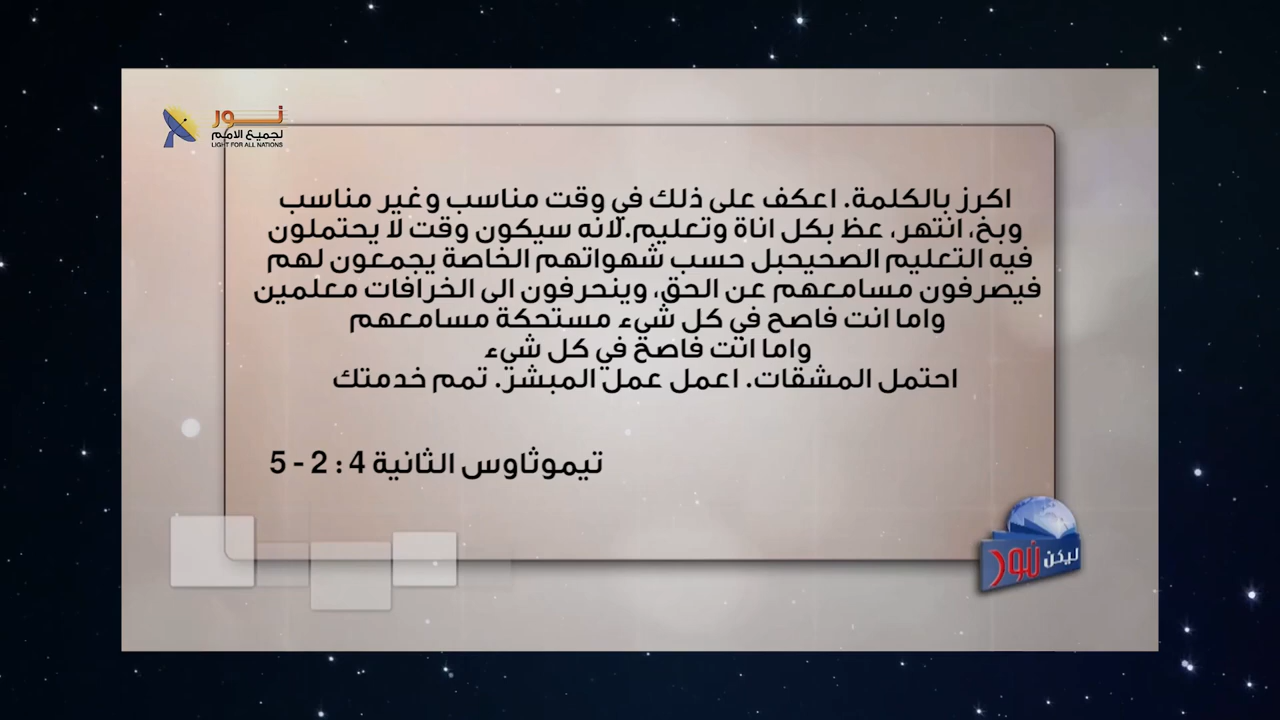 نور
لجميع الامم
LIGHT FOR ALL NATIONS
اكرز بالكلمة. اعكف على ذلك في وقت مناسب وغير مناسب
وبخ، انتهر، عظ بكل اناة وتعليم.لانه سيكون وقت لا يحتملون
فيه التعليم الصحيحبل حسب شهواتهم الخاصة يجمعون لهم
فيصرفون مسامعهم عن الحق، وينحرفون الى الخرافات معلمين
واما انت فاصح في كل شيء مستحكة مسامعهم
واما انت فاصح في كل شيء
احتمل المشقات. اعمل عمل المبشر. تمم خدمتك
تيموثاوس الثانية 4 : 2 - 5
ليكن نور